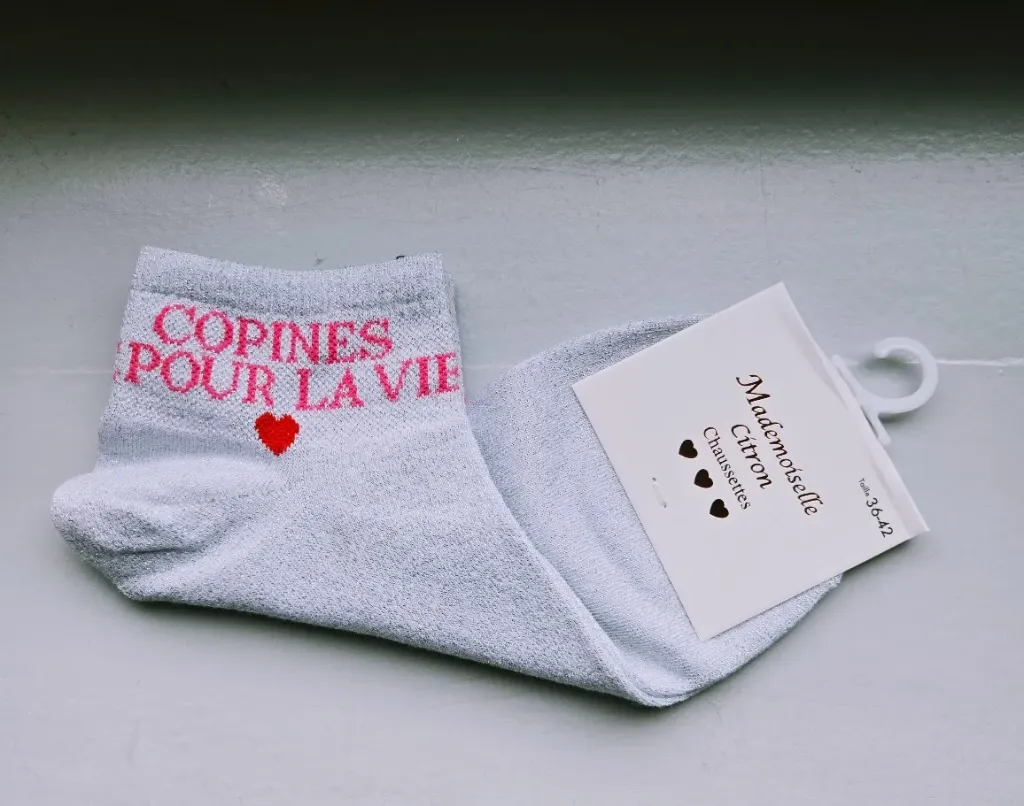 COPINES
POUR LA VIE
Mademoiselle
Citron
Chaussettes
Taille 36-42